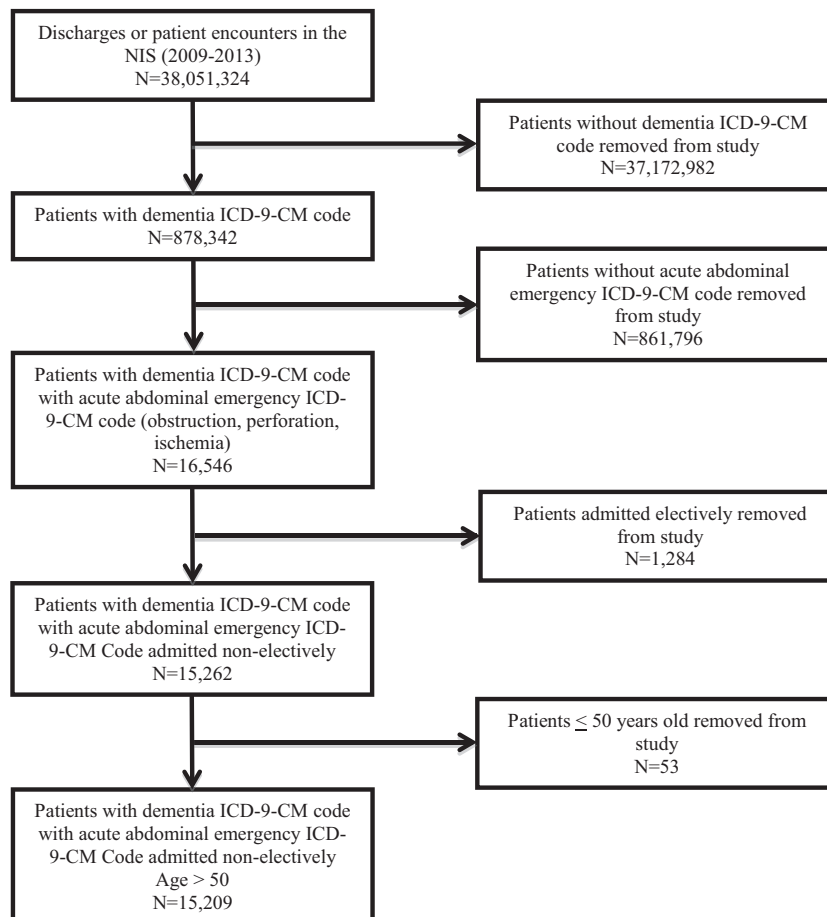 Discharges or patient encounters in the
NIS (2009-2013)
N=38,051,324
Patients without dementia ICD-9-CM
code removed from study
N=37,172,982
Patients with dementia ICD-9-CM code
N=878,342
Patients without acute abdominal
emergency ICD-9-CM code removed
from study
N=861,796
Patients with dementia ICD-9-CM code
with acute abdominal emergency ICD-
9-CM code (obstruction, perforation,
ischemia)
N=16,546
Patients admitted electively removed
from study
N=1,284
Patients with dementia ICD-9-CM code
with acute abdominal emergency ICD-
9-CM Code admitted non-electively
N=15,262
Patients ≤ 50 years old removed from
study
N=53
Patients with dementia ICD-9-CM code
with acute abdominal emergency ICD-
9-CM Code admitted non-electively
Age > 50
N=15,209